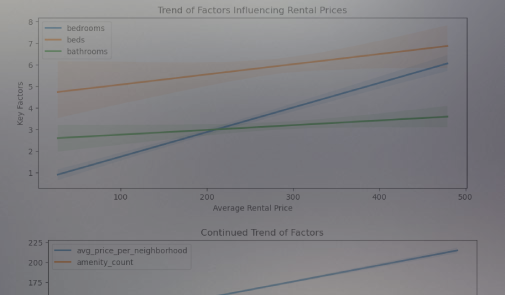 Trend of Factors Influencing Rental Prices
8
bedrooms
beds
bathrooms
7
6
5
4
3
2
1
Key Factors
100 200 300 400 500
Average Rental Price
Continued Trend of Factors
225
avg_price_per_neighborhood
amenity_count
200
175